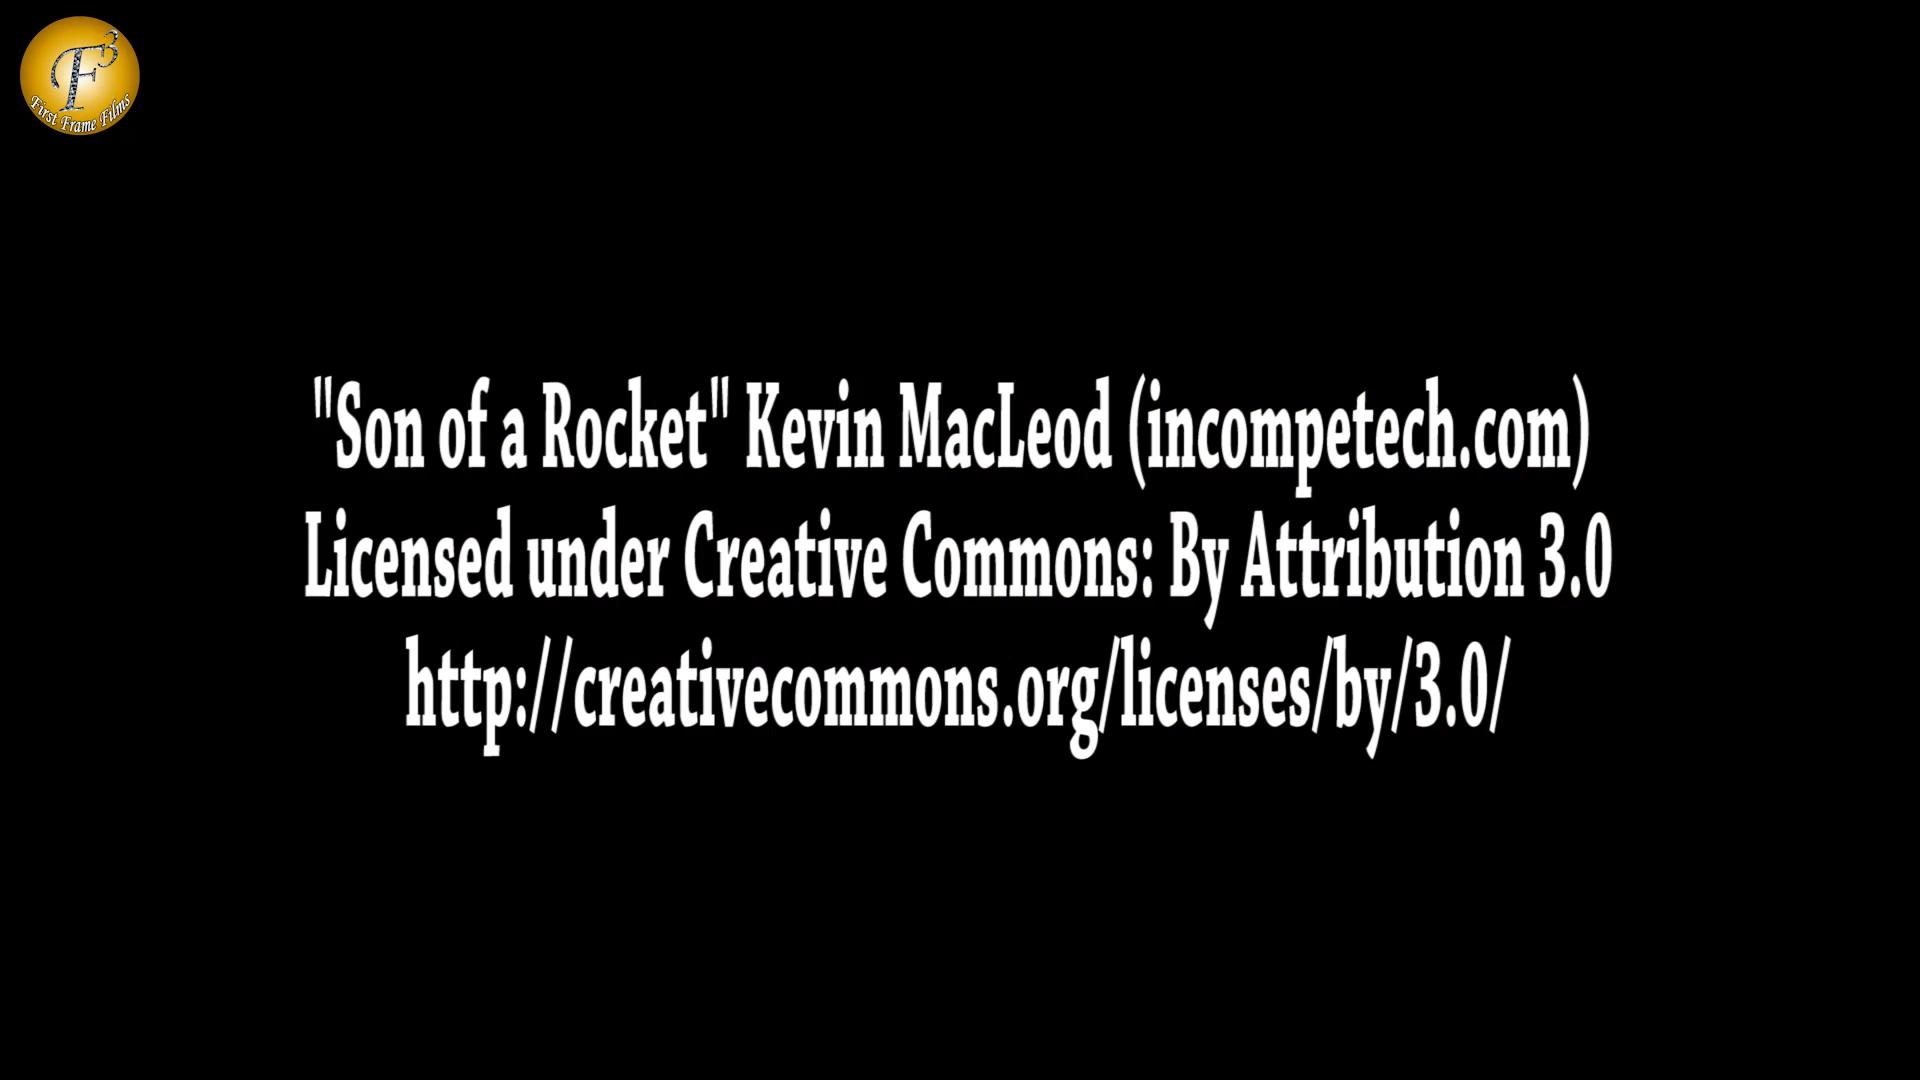 F3
First Frame Films
"Son of a Rocket" Kevin MacLeod (incompetech.com)
Licensed under Creative Commons: By Attribution 3.0
http://creativecommons.org/licenses/by/3.0/